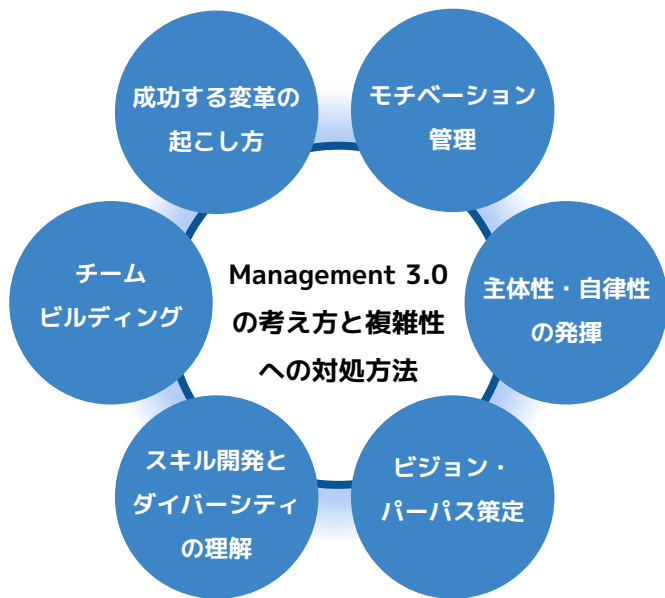 成功する変革の
起こし方
モチベーション
管理
チーム
ビルディング
Management 3.0
の考え方と複雑性
への対処方法
主体性・自律性
の発揮
スキル開発と
ダイバーシティ
の理解
ビジョン・
パーパス策定